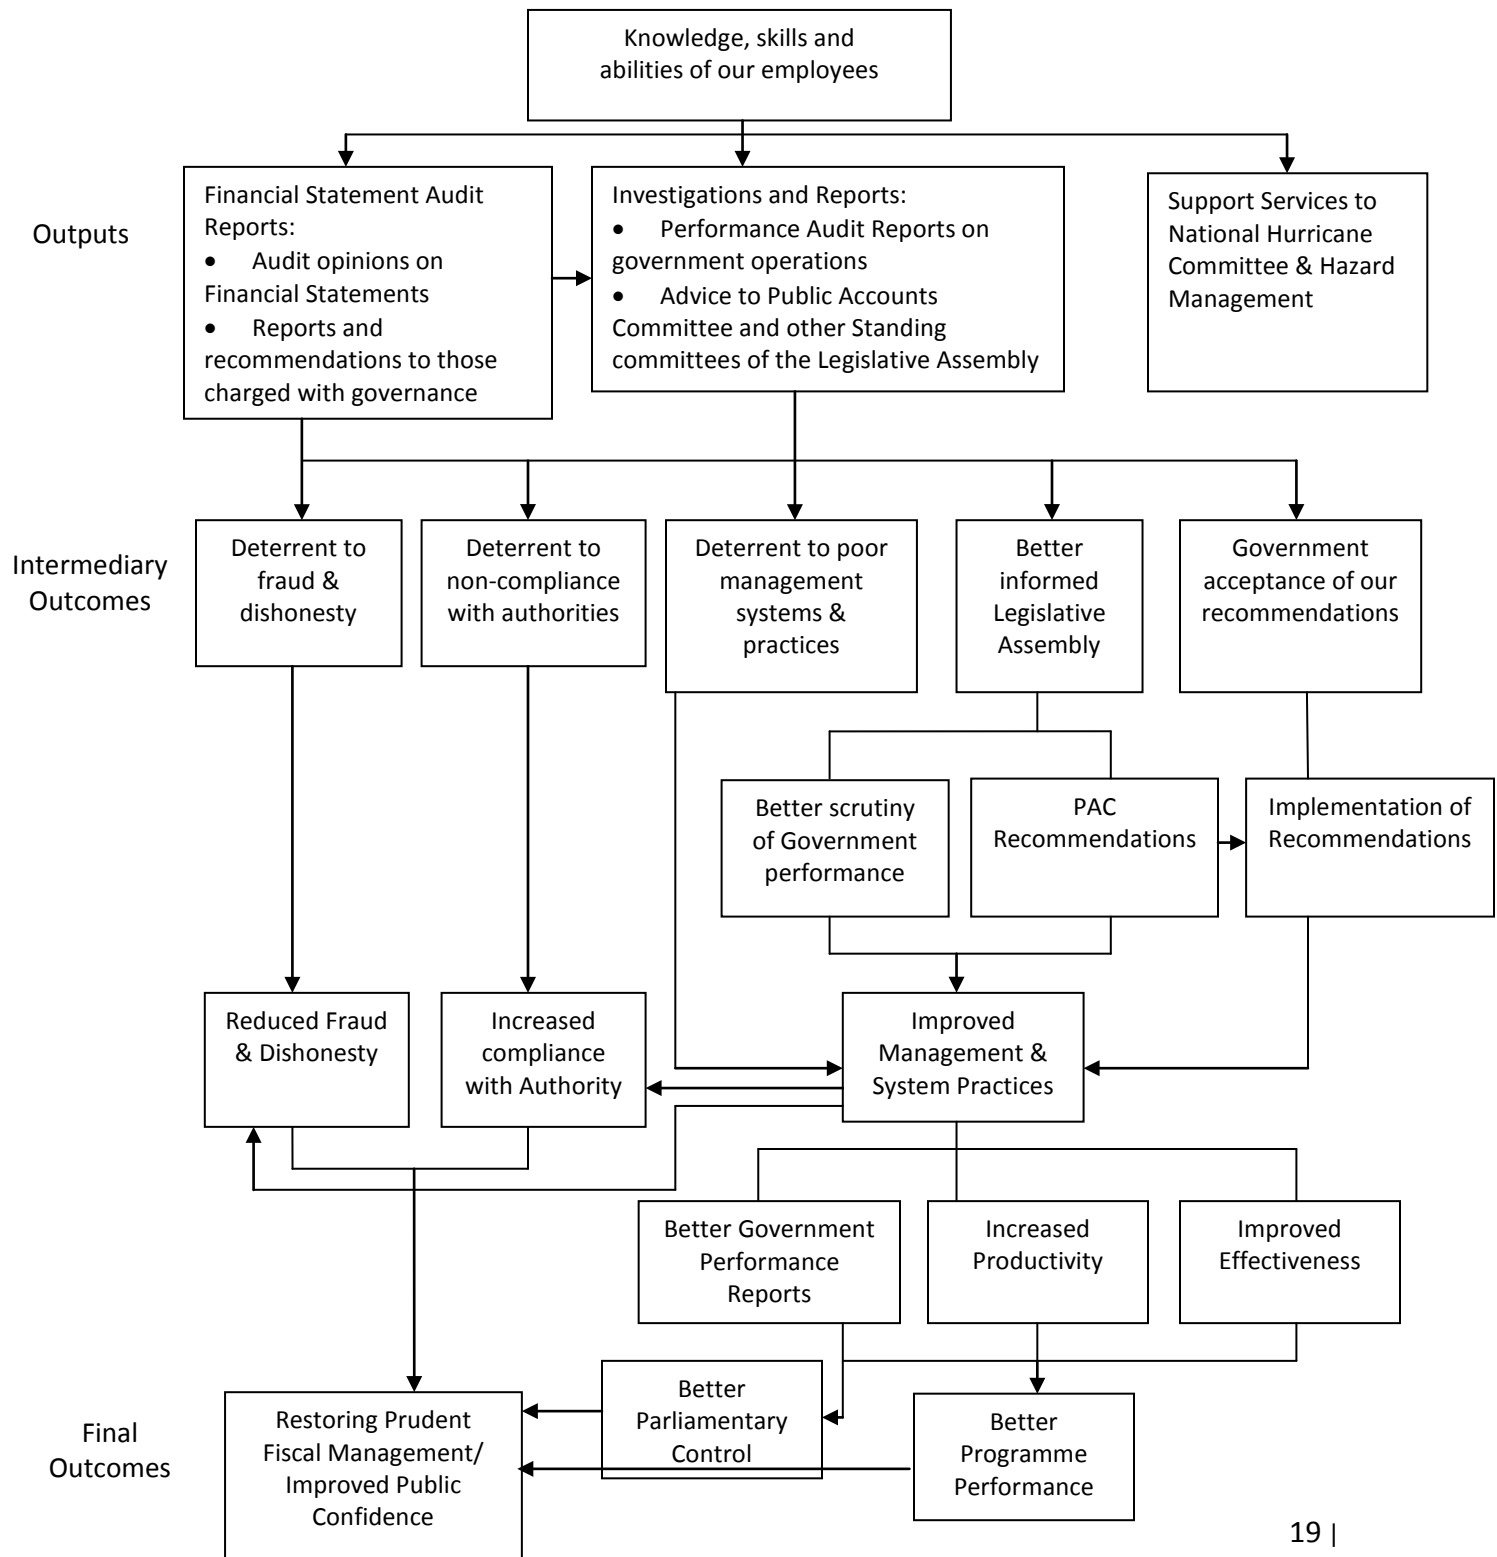 Knowledge, skills and
abilities of our employees
Outputs
Financial Statement Audit
Reports:
• Audit opinions on
Financial Statements
• Reports and
recommendations to those
charged with governance
Investigations and Reports:
• Performance Audit Reports on
government operations
• Advice to Public Accounts
Committee and other Standing
committees of the Legislative Assembly
Support Services to
National Hurricane
Committee & Hazard
Management
Intermediary
Outcomes
Deterrent to
fraud &
dishonesty
Deterrent to
non-compliance
with authorities
Deterrent to poor
management
systems &
practices
Better
informed
Legislative
Assembly
Government
acceptance of our
recommendations
Better scrutiny
of Government
performance
PAC
Recommendations
Implementation of
Recommendations
Reduced Fraud
& Dishonesty
Increased
compliance
with Authority
Improved
Management &
System Practices
Better Government
Performance
Reports
Increased
Productivity
Improved
Effectiveness
Final
Outcomes
Restoring Prudent
Fiscal Management/
Improved Public
Confidence
Better
Parliamentary
Control
Better
Programme
Performance
19 |